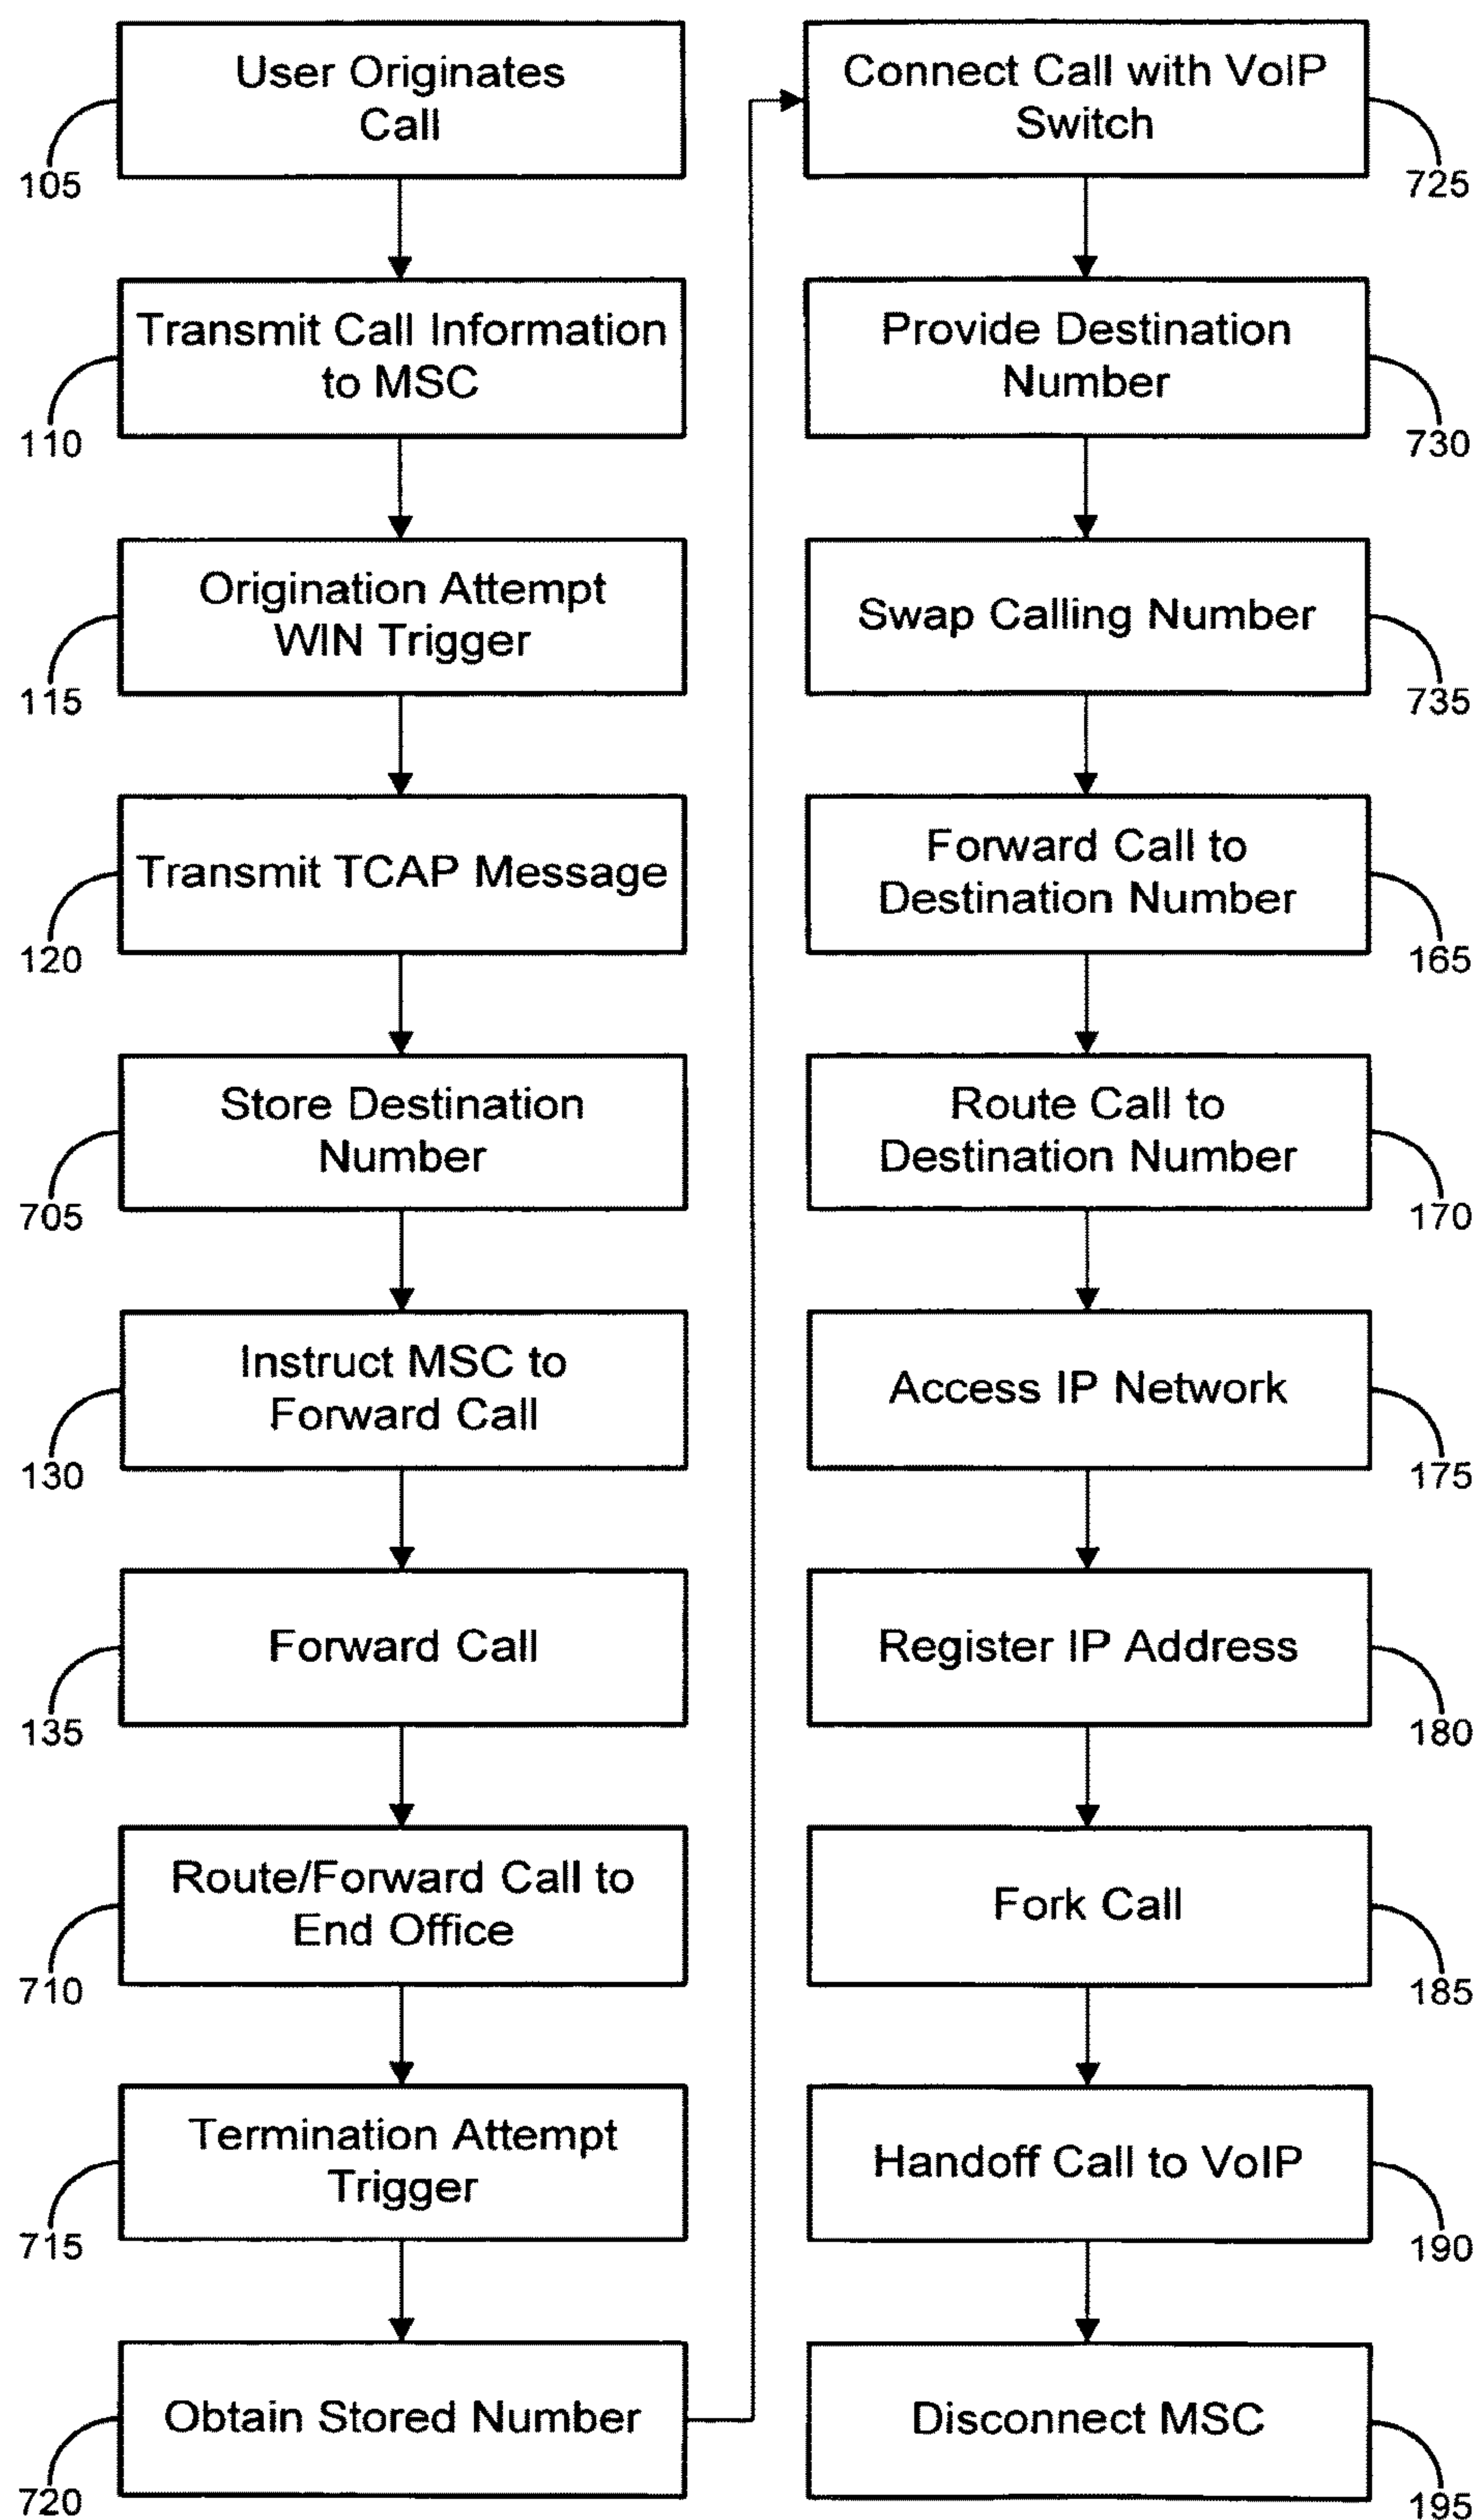 User Originates
Call
105
Transmit Call Information
to MSC
110
Origination Attempt
WIN Trigger
115
Transmit TCAP Message
120
Store Destination
Number
705
Instruct MSC to
Forward Call
130
Forward Call
135
Route/Forward Call to
End Office
710
Termination Attempt
Trigger
715
Obtain Stored Number
720
Connect Call with VoIP
Switch
725
Provide Destination
Number
730
Swap Calling Number
735
Forward Call to
Destination Number
165
Route Call to
Destination Number
170
Access IP Network
175
Register IP Address
180
Fork Call
185
Handoff Call to VoIP
190
Disconnect MSC
195